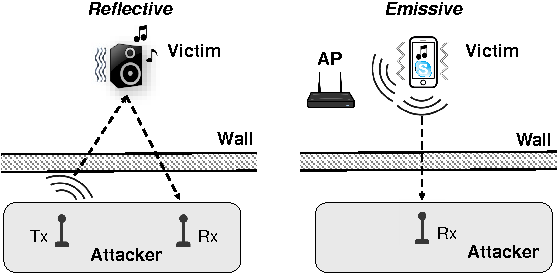 Reflective
Victim
Wall
Tx
Rx
Attacker
Emissive
AP
Victim
S
Wall
Rx
Attacker